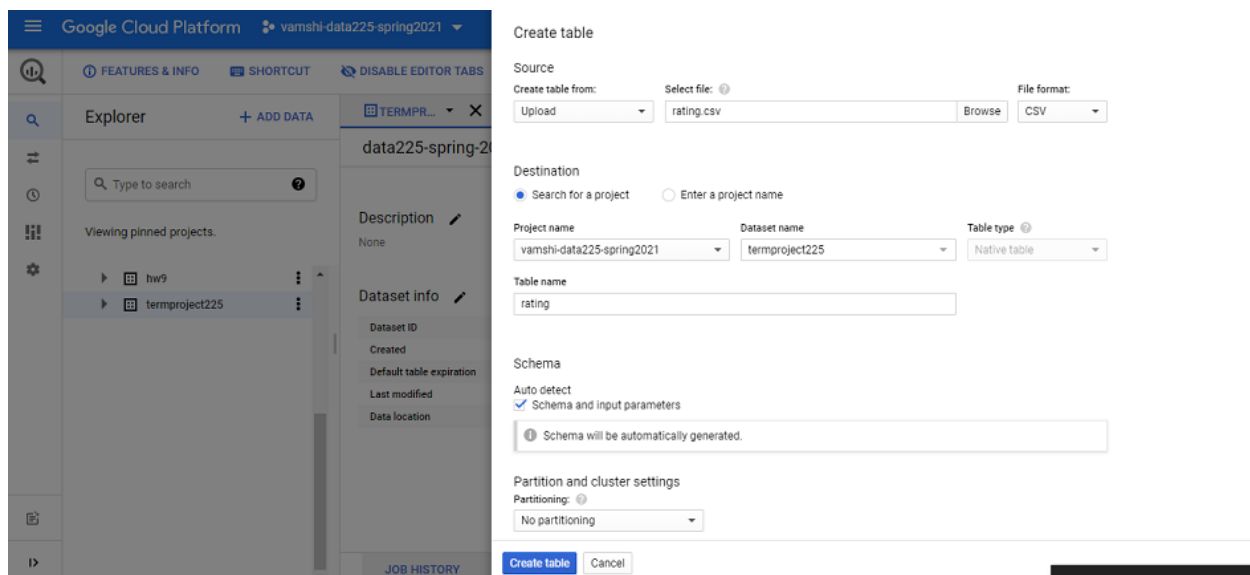 Google Cloud Platform vamshi-data225-spring2021
FEATURES & INFO SHORTCUT DISABLE EDITOR TABS
Explorer + ADD DATA
TERMPR...
data225-spring-20
Type to search
Viewing pinned projects.
hw9
termproject225
Description
None
Dataset info
Dataset ID
Created
Default table expiration
Last modified
Data location
JOB HISTORY
Create table
Source
Create table from: Select file: File format:
Upload rating.csv Browse CSV
Destination
Search for a project Enter a project name
Project name Dataset name Table type
vamshi-data225-spring2021 termproject225 Native table
Table name
rating
Schema
Auto detect
Schema and input parameters
Schema will be automatically generated.
Partition and cluster settings
Partitioning:
No partitioning
Create table Cancel